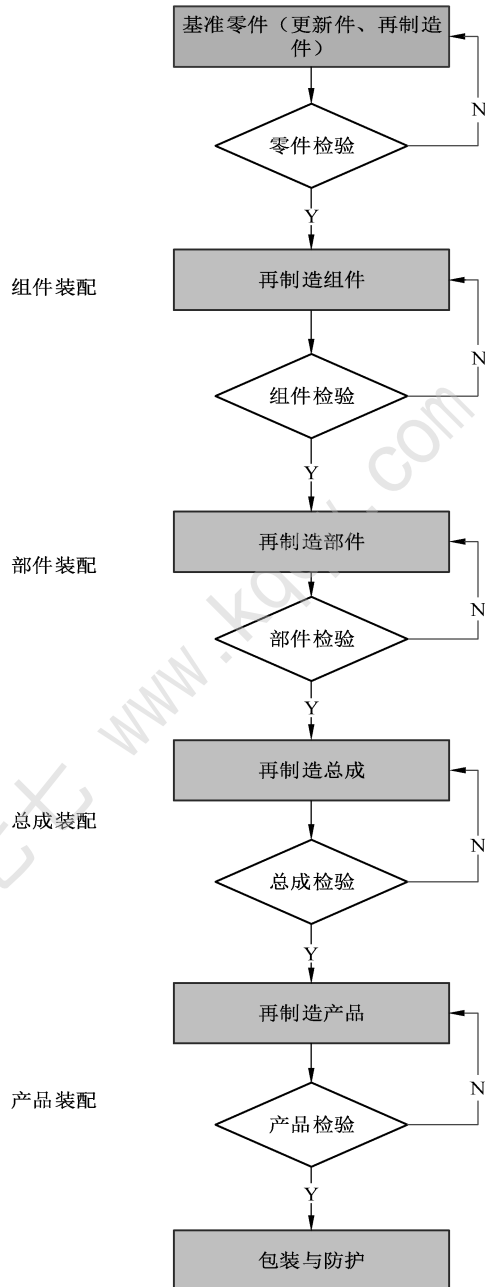 基准零件（更新件、再制造
件）
N
零件检验
Y
组件装配
再制造组件
N
组件检验
Y
再制造部件
部件装配
N
部件检验
Y
再制造总成
总成装配
N
总成检验
Y
再制造产品
产品装配
N
产品检验
Y
包装与防护